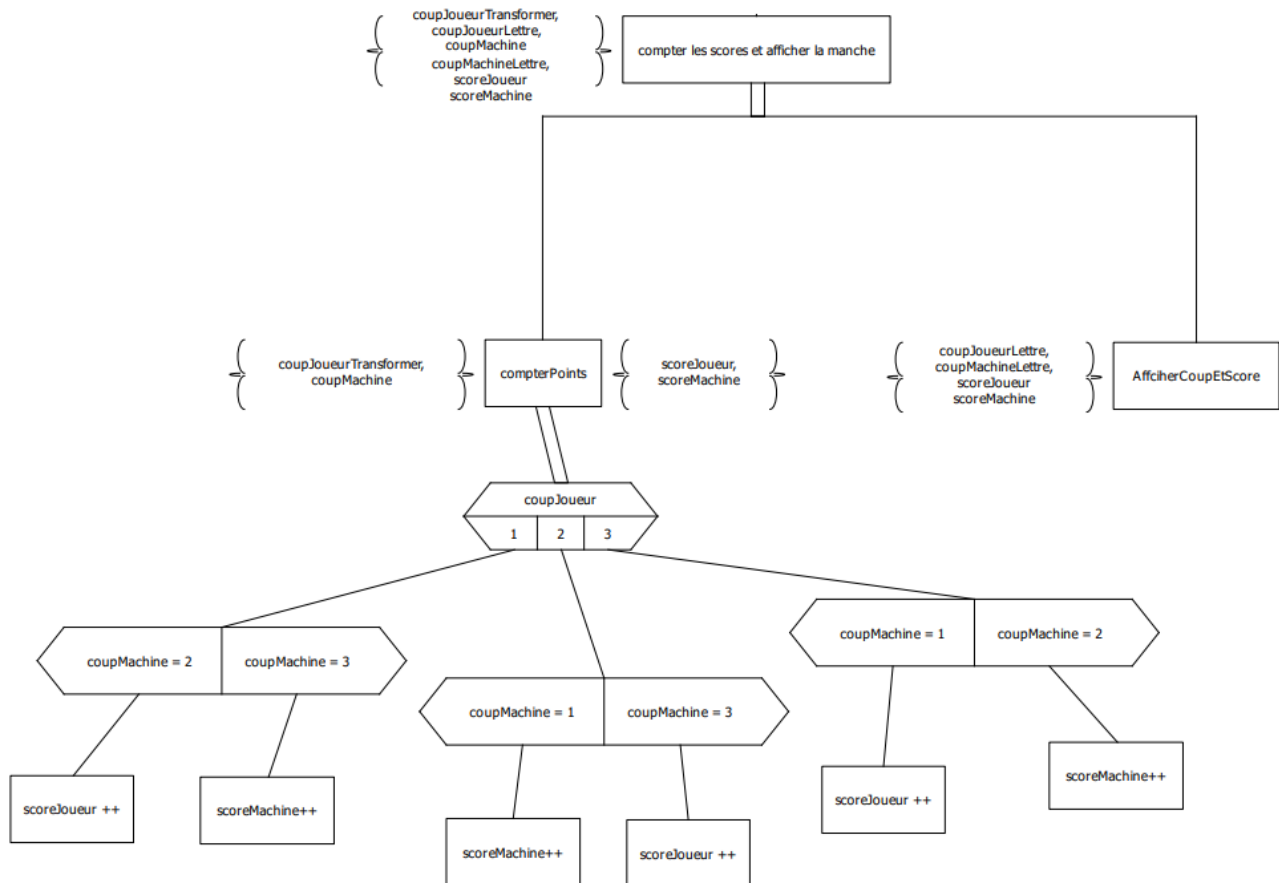 coupJoueurTransformer,
coupJoueurLettre,
coupMachine
coupMachineLettre,
scoreJoueur
scoreMachine
compter les scores et afficher la manche
coupJoueurTransformer,
coupMachine
compterPoints
scoreJoueur,
scoreMachine
coupJoueurLettre,
coupMachineLettre,
scoreJoueur
scoreMachine
AffciherCoupEtScore
coupJoueur
1 2 3
coupMachine = 2 coupMachine = 3
coupMachine = 1 coupMachine = 3
coupMachine = 1 coupMachine = 2
scoreJoueur ++
scoreMachine++
scoreMachine++
scoreJoueur ++
scoreJoueur ++
scoreMachine++